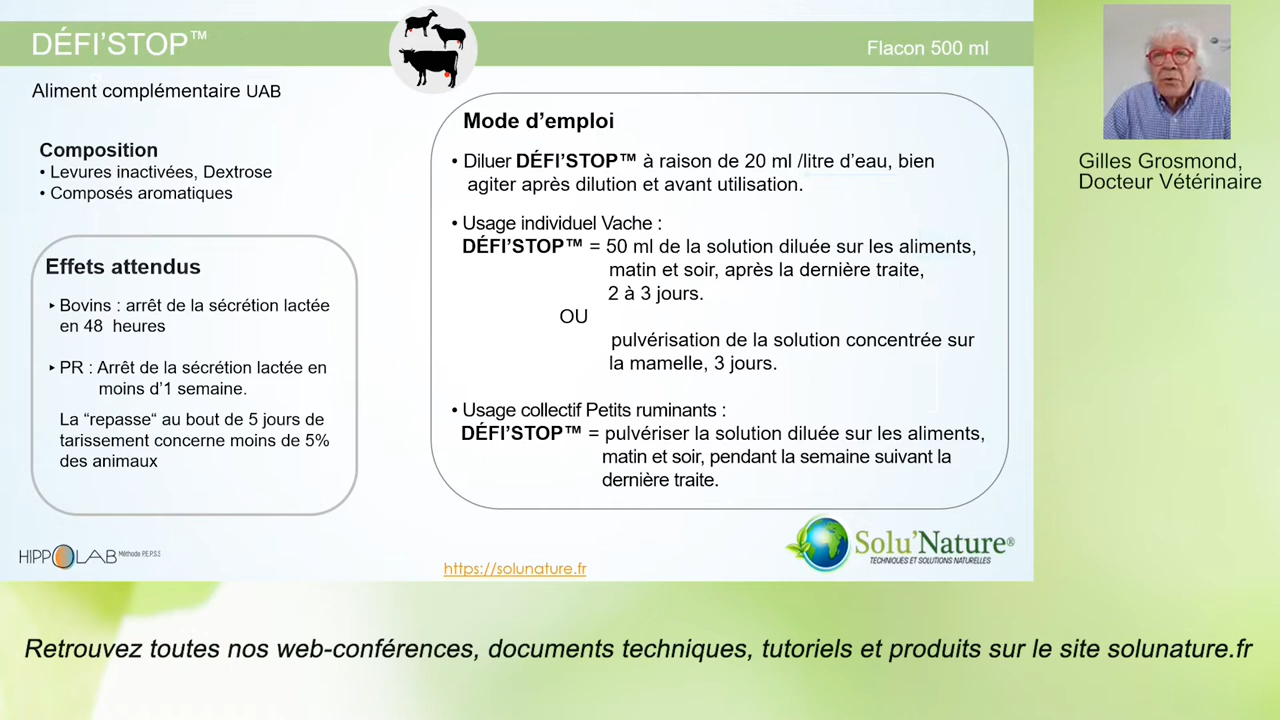 DÉFI'STOP™
Flacon 500 ml
Aliment complémentaire UAB
Composition
• Levures inactivées, Dextrose
• Composés aromatiques
Effets attendus
▸ Bovins : arrêt de la sécrétion lactée
en 48 heures
▸ PR : Arrêt de la sécrétion lactée en
moins d'1 semaine.
La "repasse" au bout de 5 jours de
tarissement concerne moins de 5%
des animaux
Mode d'emploi
• Diluer DÉFI'STOP™ à raison de 20 ml /litre d'eau, bien
agiter après dilution et avant utilisation.
• Usage individuel Vache :
DÉFI'STOP™ = 50 ml de la solution diluée sur les aliments,
matin et soir, après la dernière traite,
2 à 3 jours.
OU
pulvérisation de la solution concentrée sur
la mamelle, 3 jours.
• Usage collectif Petits ruminants :
DÉFI'STOP™ = pulvériser la solution diluée sur les aliments,
matin et soir, pendant la semaine suivant la
dernière traite.
HIPPOLAB Méthode P.E.P.S.S
https://solunature.fr
Solu'Nature®
TECHNIQUES ET SOLUTIONS NATURELLES
Gilles Grosmond,
Docteur Vétérinaire
Retrouvez toutes nos web-conférences, documents techniques, tutoriels et produits sur le site solunature.fr